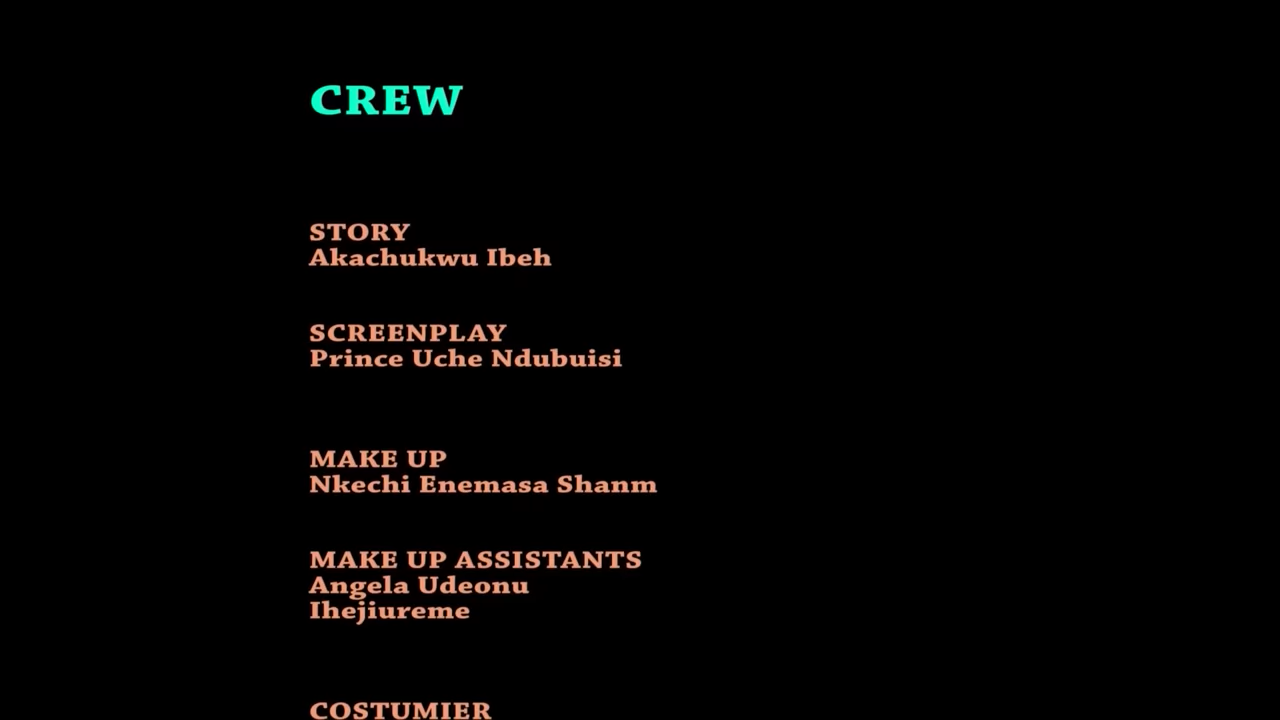 CREW
STORY
Akachukwu Ibeh
SCREENPLAY
Prince Uche Ndubuisi
MAKE UP
Nkechi Enemasa Shanm
MAKE UP ASSISTANTS
Angela Udeonu
Ihejiureme
COSTUMIER